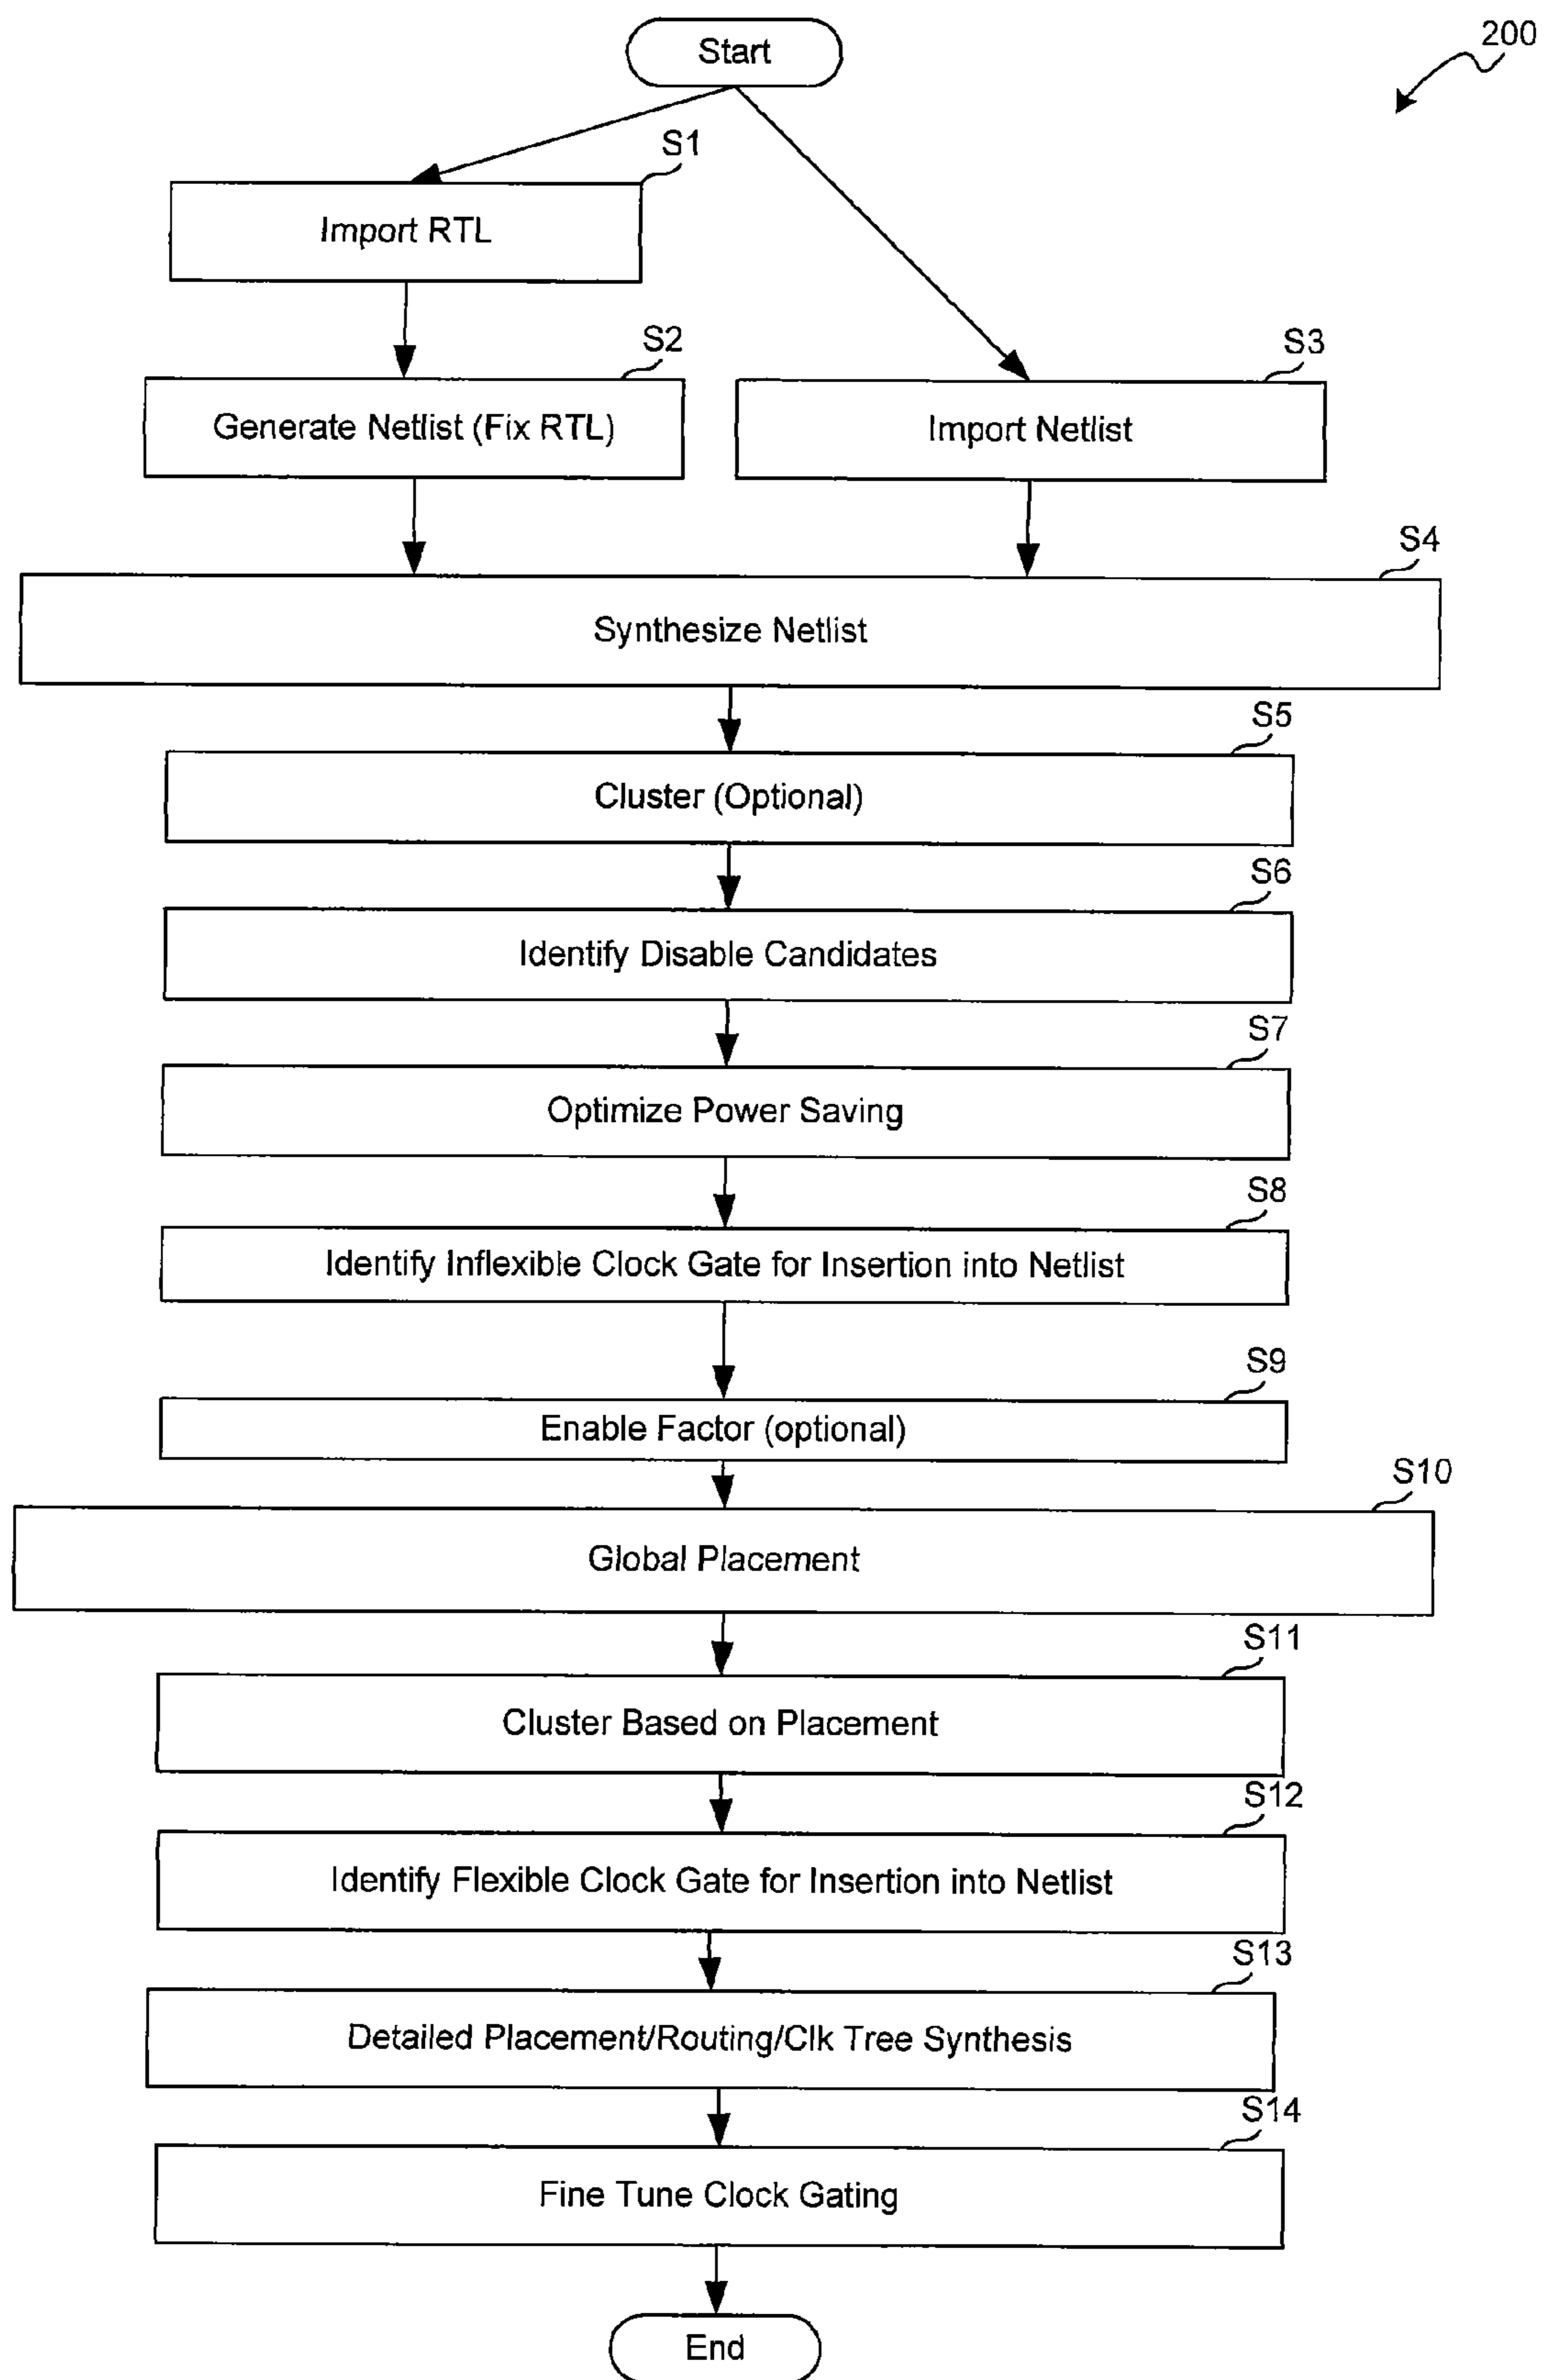 200
Start
S1
Import RTL
S2
Generate Netlist (Fix RTL)
S3
Import Netlist
S4
Synthesize Netlist
S5
Cluster (Optional)
S6
Identify Disable Candidates
S7
Optimize Power Saving
S8
Identify Inflexible Clock Gate for Insertion into Netlist
S9
Enable Factor (optional)
S10
Global Placement
S11
Cluster Based on Placement
S12
Identify Flexible Clock Gate for Insertion into Netlist
S13
Detailed Placement/Routing/Clk Tree Synthesis
S14
Fine Tune Clock Gating
End